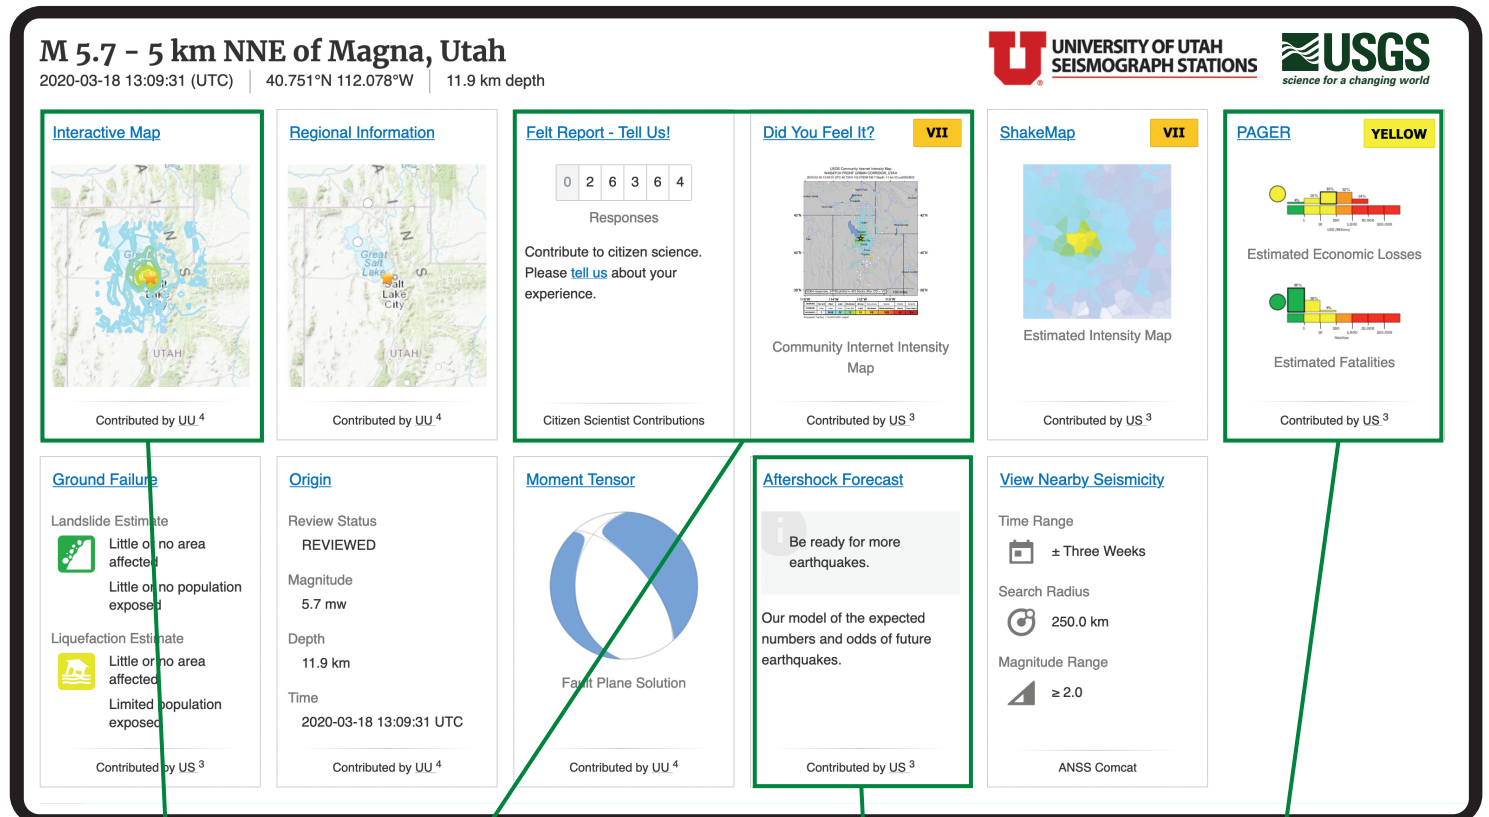 M 5.7 - 5 km NNE of Magna, Utah
2020-03-18 13:09:31 (UTC)
40.751°N 112.078°W
11.9 km depth
UNIVERSITY OF UTAH
SEISMOGRAPH STATIONS
USGS
science for a changing world
Interactive Map
Great
Salt
Lake
UTAH
Contributed by UU 4
Regional Information
Great
Salt
Lake
Salt
Lake
City
UTAH
Contributed by UU 4
Felt Report - Tell Us!
0 2 6 3 6 4
Responses
Contribute to citizen science.
Please tell us about your
experience.
Citizen Scientist Contributions
Did You Feel It?
VII
Community Internet Intensity
Map
Contributed by US 3
ShakeMap
VII
Estimated Intensity Map
Contributed by US 3
PAGER
YELLOW
Estimated Economic Losses
Estimated Fatalities
Contributed by US 3
Ground Failure
Landslide Estimate
Little or no area
affected
Little or no population
exposed
Liquefaction Estimate
Little or no area
affected
Limited population
exposed
Contributed by US 3
Origin
Review Status
REVIEWED
Magnitude
5.7 mw
Depth
11.9 km
Time
2020-03-18 13:09:31 UTC
Contributed by UU 4
Moment Tensor
Fault Plane Solution
Contributed by UU 4
Aftershock Forecast
Be ready for more
earthquakes.
Our model of the expected
numbers and odds of future
earthquakes.
Contributed by US 3
View Nearby Seismicity
Time Range
± Three Weeks
Search Radius
250.0 km
Magnitude Range
≥ 2.0
ANSS Comcat